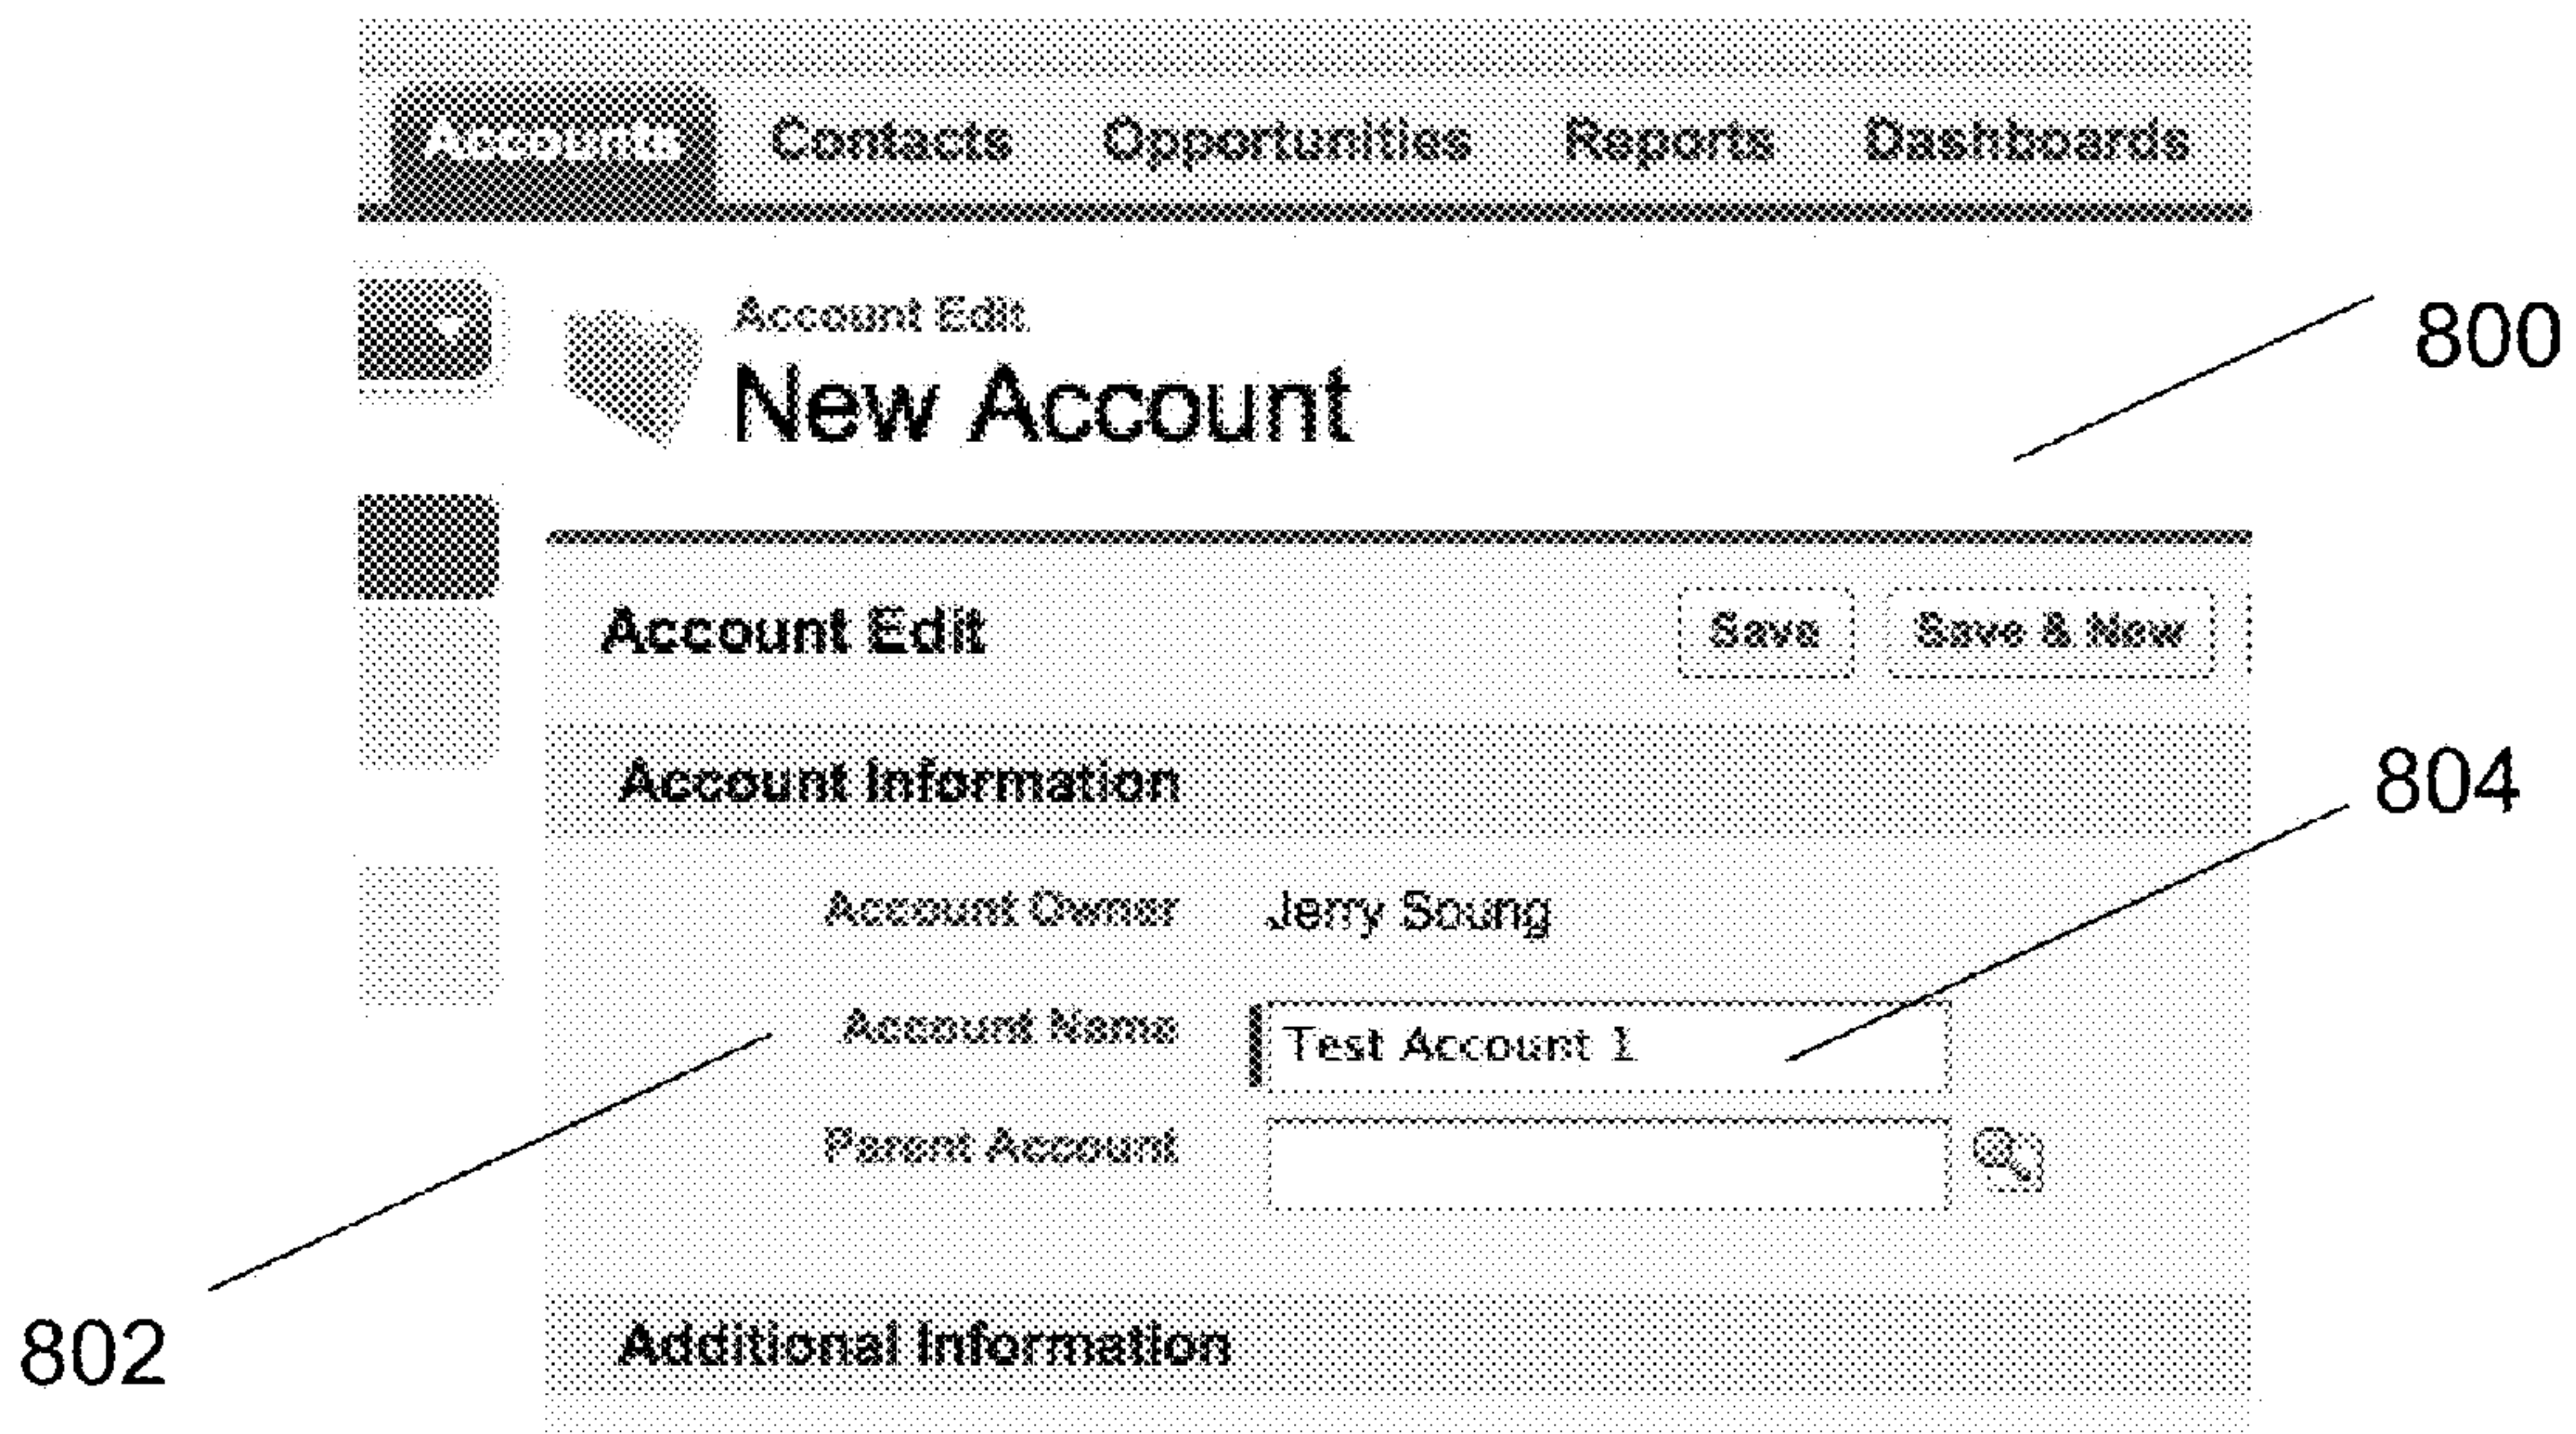 Accounts Contacts Opportunities Reports Dashboards
Account Edit
New Account
800
Account Edit Save Save & New
Account Information
804
Account Owner Jerry Soung
Account Name Test Account 1
Parent Account
802
Additional Information